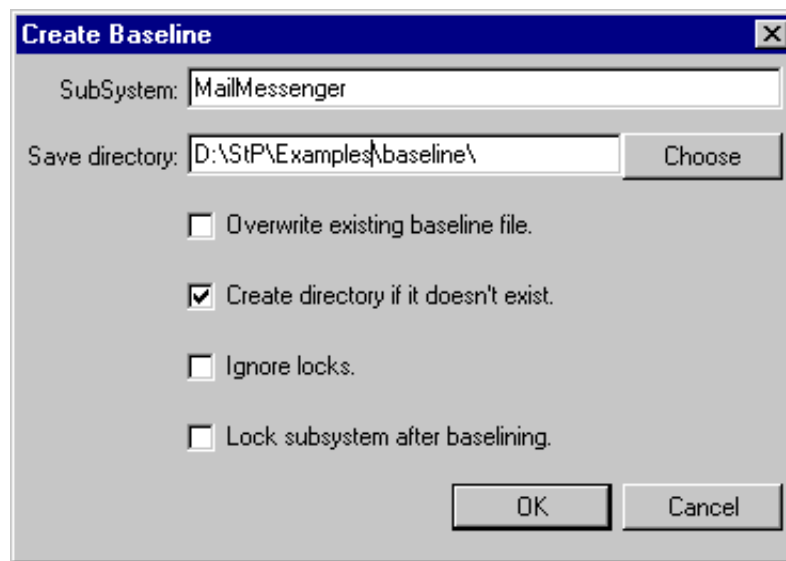 Create Baseline
SubSystem: MailMessenger
Save directory: D:\StP\Examples\baseline\ Choose
Overwrite existing baseline file.
Create directory if it doesn't exist.
Ignore locks.
Lock subsystem after baselining.
OK Cancel